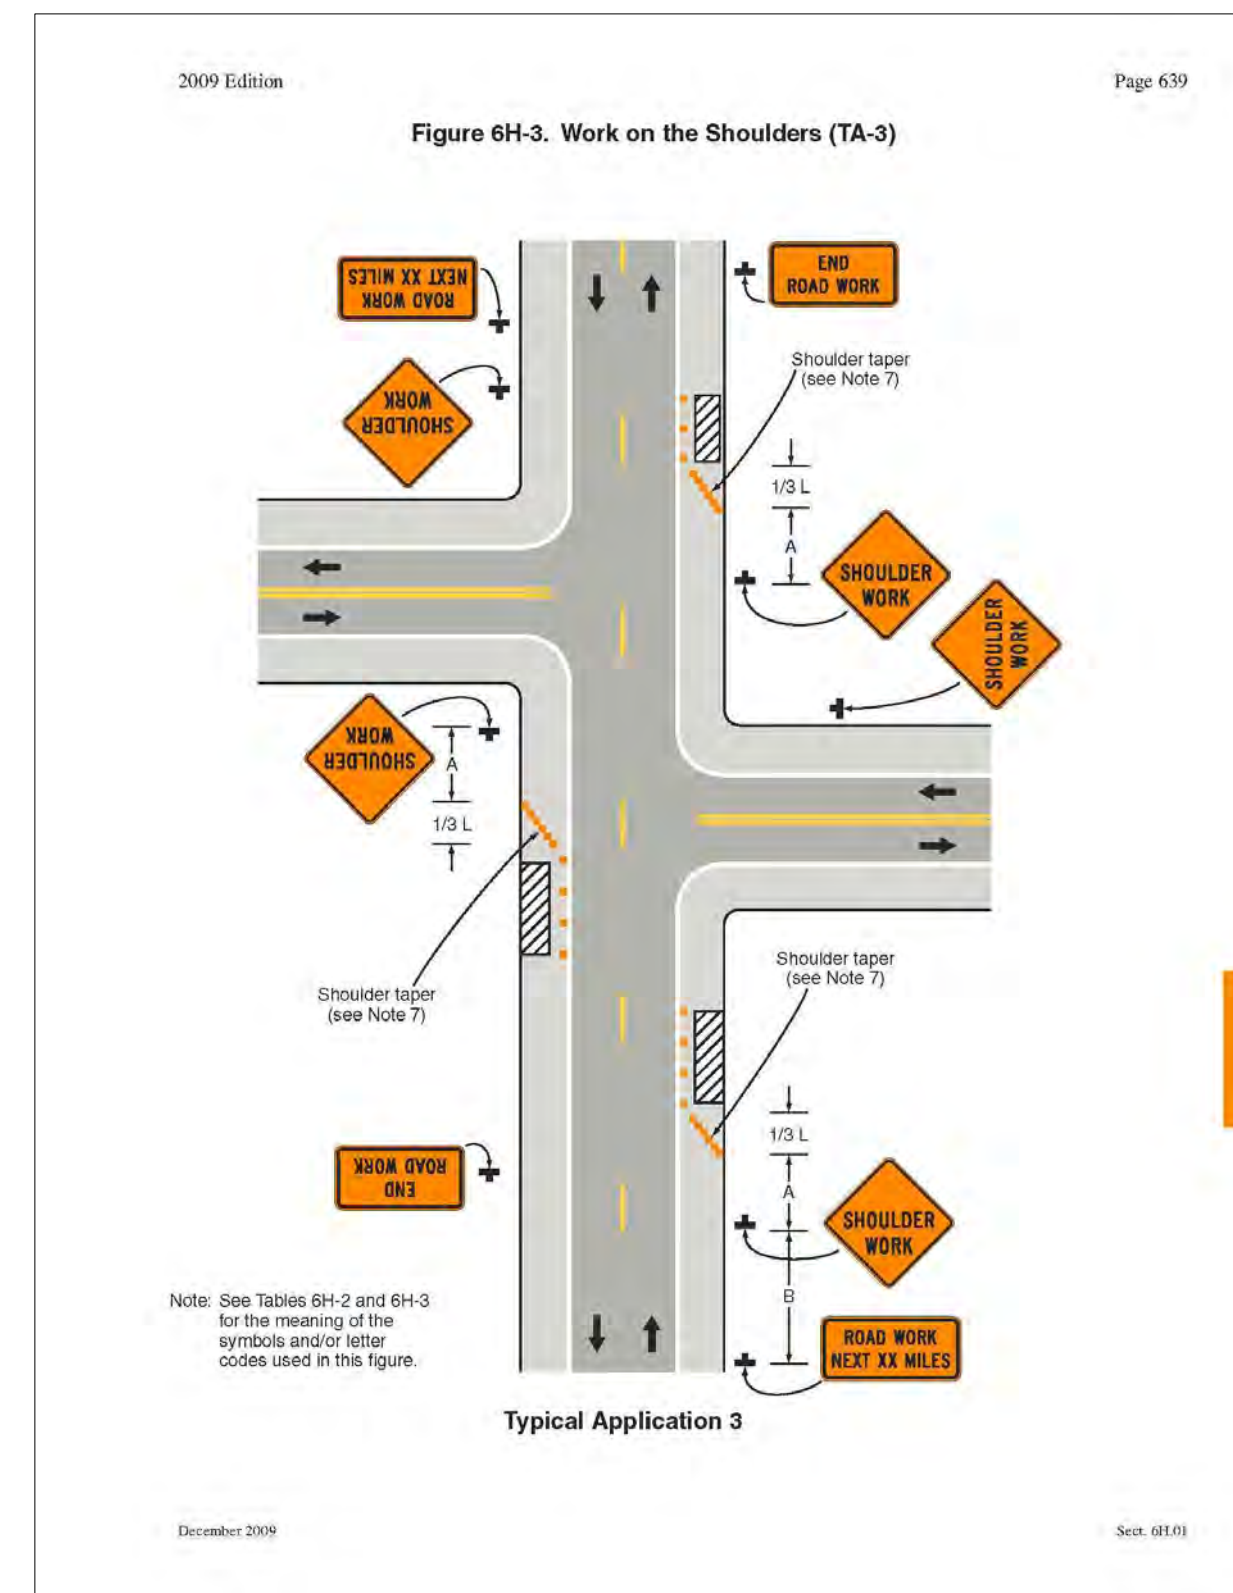 2009 Edition
Page 639
Figure 6H-3. Work on the Shoulders (TA-3)
ROAD WORK
NEXT XX MILES
END
ROAD WORK
SHOULDER
WORK
Shoulder taper
(see Note 7)
1/3 L
A
SHOULDER
WORK
SHOULDER
WORK
SHOULDER
WORK
A
1/3 L
Shoulder taper
(see Note 7)
Shoulder taper
(see Note 7)
1/3 L
A
END
ROAD WORK
SHOULDER
WORK
B
ROAD WORK
NEXT XX MILES
Note: See Tables 6H-2 and 6H-3
for the meaning of the
symbols and/or letter
codes used in this figure.
Typical Application 3
December 2009
Sect. 6H.01